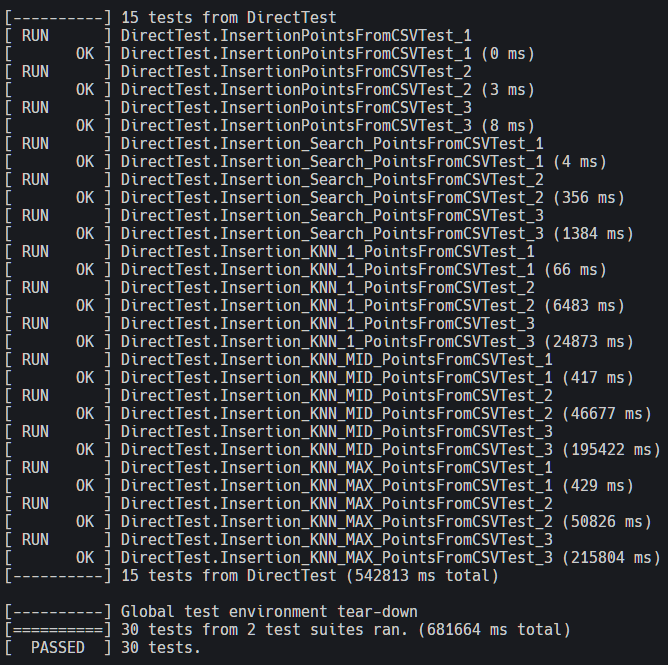 [----------] 15 tests from DirectTest
[ RUN      ] DirectTest.InsertionPointsFromCSVTest_1
[       OK ] DirectTest.InsertionPointsFromCSVTest_1 (0 ms)
[ RUN      ] DirectTest.InsertionPointsFromCSVTest_2
[       OK ] DirectTest.InsertionPointsFromCSVTest_2 (3 ms)
[ RUN      ] DirectTest.InsertionPointsFromCSVTest_3
[       OK ] DirectTest.InsertionPointsFromCSVTest_3 (8 ms)
[ RUN      ] DirectTest.Insertion_Search_PointsFromCSVTest_1
[       OK ] DirectTest.Insertion_Search_PointsFromCSVTest_1 (4 ms)
[ RUN      ] DirectTest.Insertion_Search_PointsFromCSVTest_2
[       OK ] DirectTest.Insertion_Search_PointsFromCSVTest_2 (356 ms)
[ RUN      ] DirectTest.Insertion_Search_PointsFromCSVTest_3
[       OK ] DirectTest.Insertion_Search_PointsFromCSVTest_3 (1384 ms)
[ RUN      ] DirectTest.Insertion_KNN_1_PointsFromCSVTest_1
[       OK ] DirectTest.Insertion_KNN_1_PointsFromCSVTest_1 (66 ms)
[ RUN      ] DirectTest.Insertion_KNN_1_PointsFromCSVTest_2
[       OK ] DirectTest.Insertion_KNN_1_PointsFromCSVTest_2 (6483 ms)
[ RUN      ] DirectTest.Insertion_KNN_1_PointsFromCSVTest_3
[       OK ] DirectTest.Insertion_KNN_1_PointsFromCSVTest_3 (24873 ms)
[ RUN      ] DirectTest.Insertion_KNN_MID_PointsFromCSVTest_1
[       OK ] DirectTest.Insertion_KNN_MID_PointsFromCSVTest_1 (417 ms)
[ RUN      ] DirectTest.Insertion_KNN_MID_PointsFromCSVTest_2
[       OK ] DirectTest.Insertion_KNN_MID_PointsFromCSVTest_2 (46677 ms)
[ RUN      ] DirectTest.Insertion_KNN_MID_PointsFromCSVTest_3
[       OK ] DirectTest.Insertion_KNN_MID_PointsFromCSVTest_3 (195422 ms)
[ RUN      ] DirectTest.Insertion_KNN_MAX_PointsFromCSVTest_1
[       OK ] DirectTest.Insertion_KNN_MAX_PointsFromCSVTest_1 (429 ms)
[ RUN      ] DirectTest.Insertion_KNN_MAX_PointsFromCSVTest_2
[       OK ] DirectTest.Insertion_KNN_MAX_PointsFromCSVTest_2 (50826 ms)
[ RUN      ] DirectTest.Insertion_KNN_MAX_PointsFromCSVTest_3
[       OK ] DirectTest.Insertion_KNN_MAX_PointsFromCSVTest_3 (215804 ms)
[----------] 15 tests from DirectTest (542813 ms total)

[----------] Global test environment tear-down
[==========] 30 tests from 2 test suites ran. (681664 ms total)
[  PASSED  ] 30 tests.